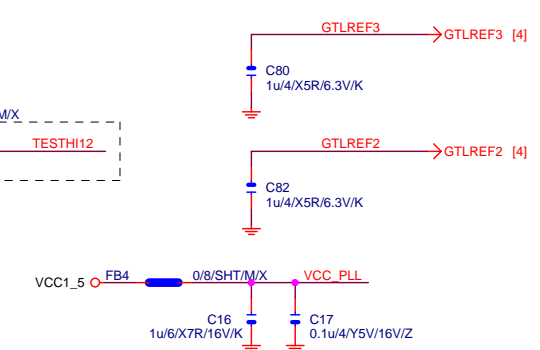 GTLREF3
GTLREF3 [4]
C80
1u/4/X5R/6.3V/K
M/X
TESTHI12
GTLREF2
GTLREF2 [4]
C82
1u/4/X5R/6.3V/K
VCC1_5
FB4
0/8/SHT/M/X
VCC_PLL
C16
1u/6/X7R/16V/K
C17
0.1u/4/Y5V/16V/Z